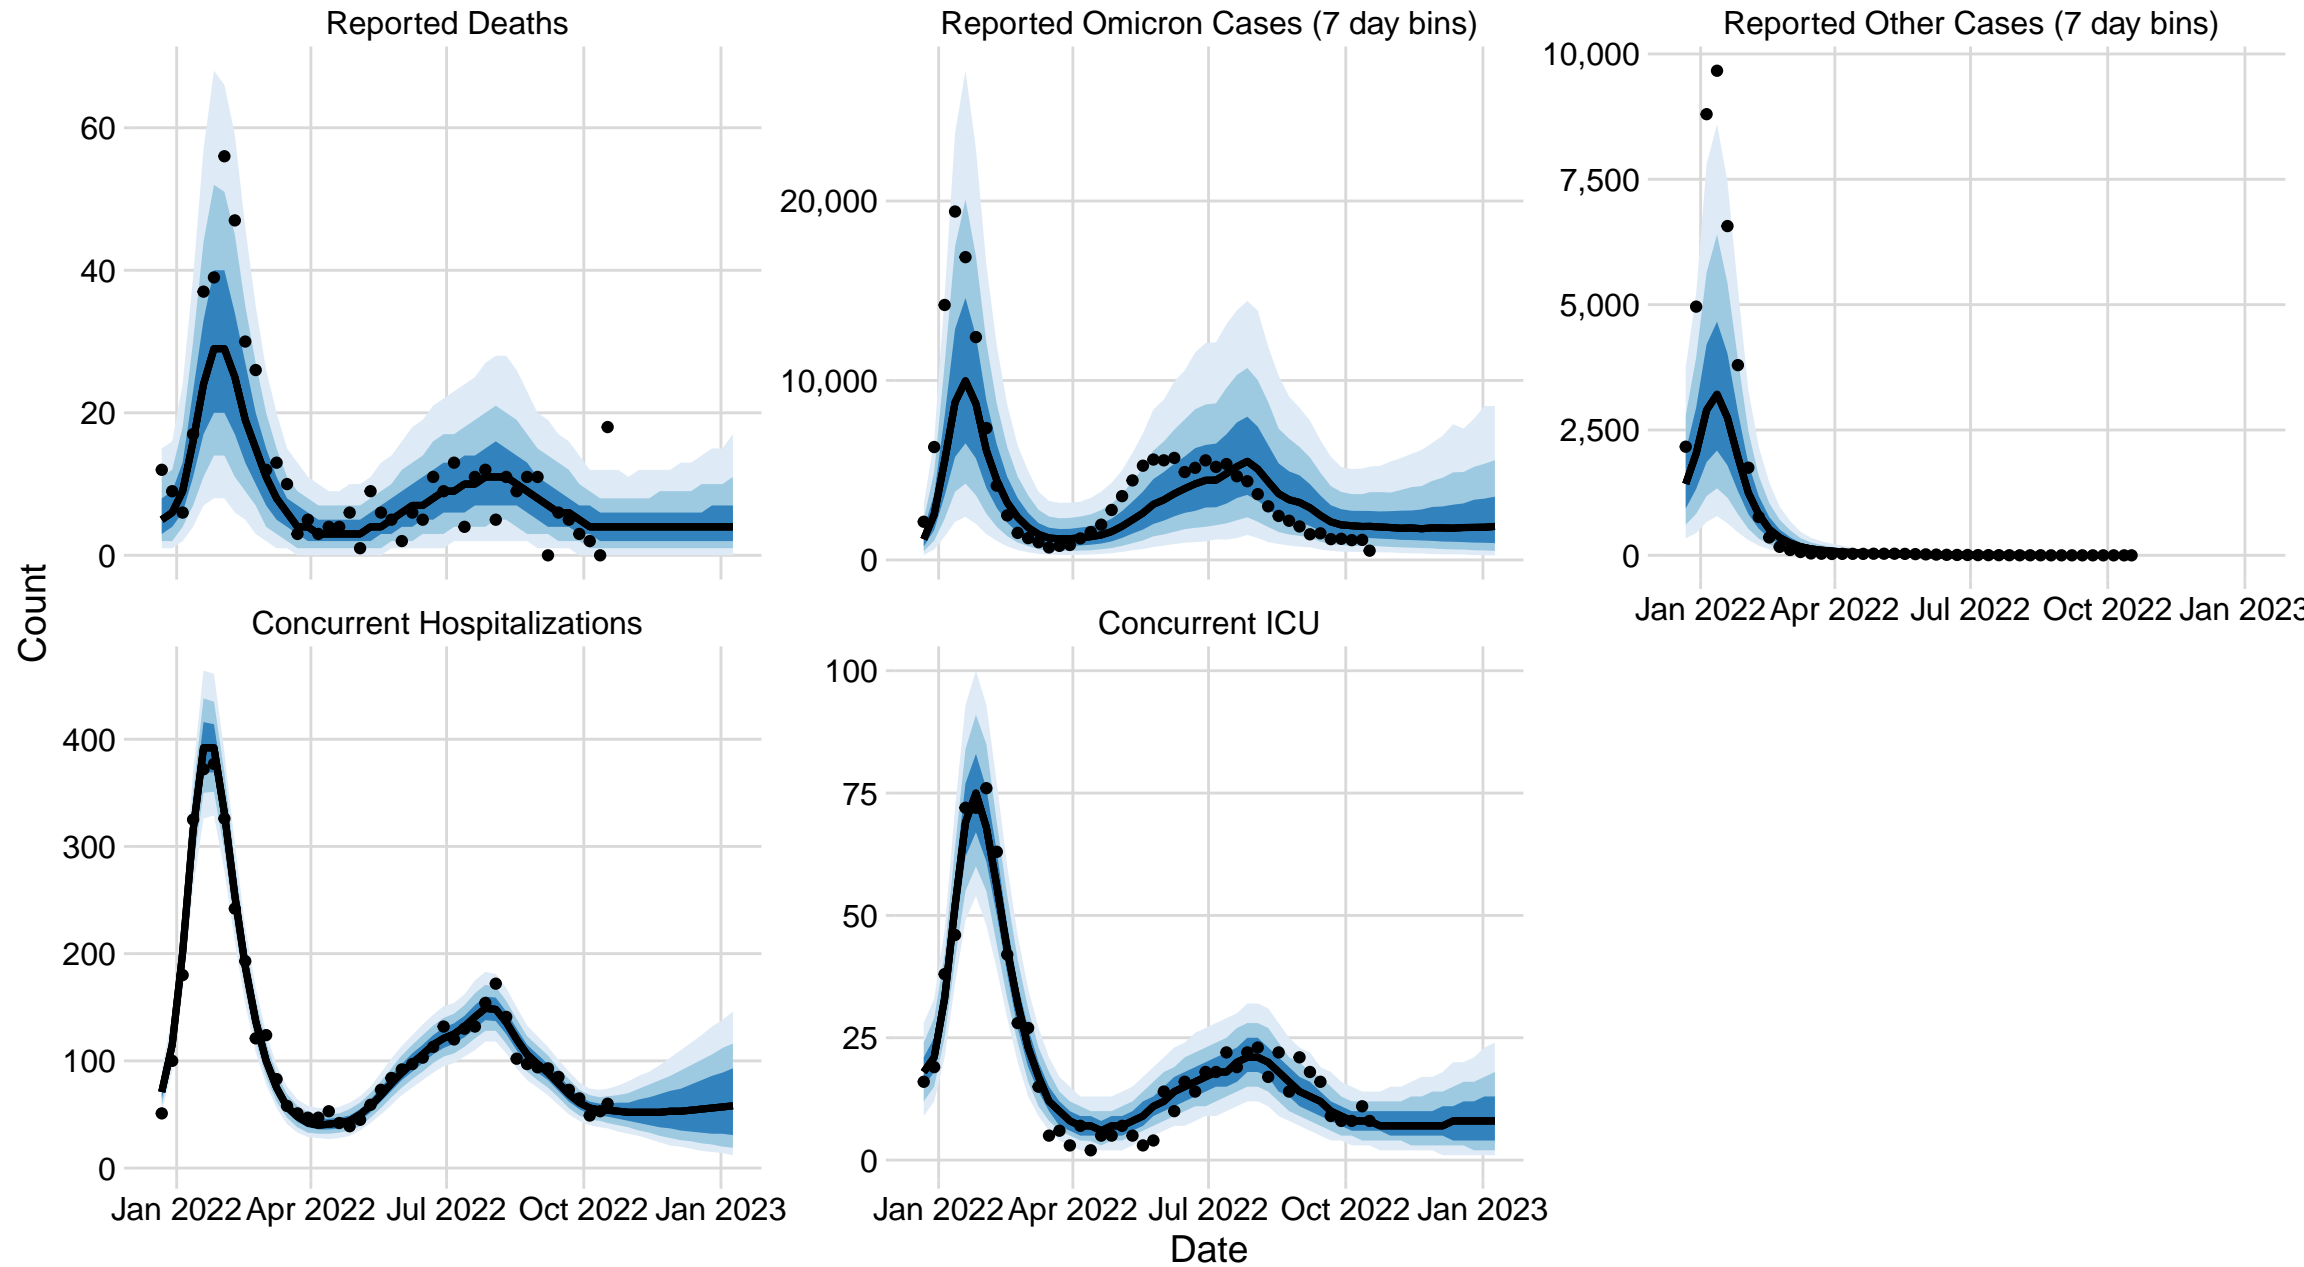 Reported Deaths
Reported Omicron Cases (7 day bins)
Reported Other Cases (7 day bins)
60
40
20
0
20,000
10,000
0
10,000
7,500
5,000
2,500
0
Jan 2022 Apr 2022 Jul 2022 Oct 2022 Jan 2023
Count
Concurrent Hospitalizations
Concurrent ICU
400
300
200
100
0
100
75
50
25
0
Jan 2022 Apr 2022 Jul 2022 Oct 2022 Jan 2023
Jan 2022 Apr 2022 Jul 2022 Oct 2022 Jan 2023
Date